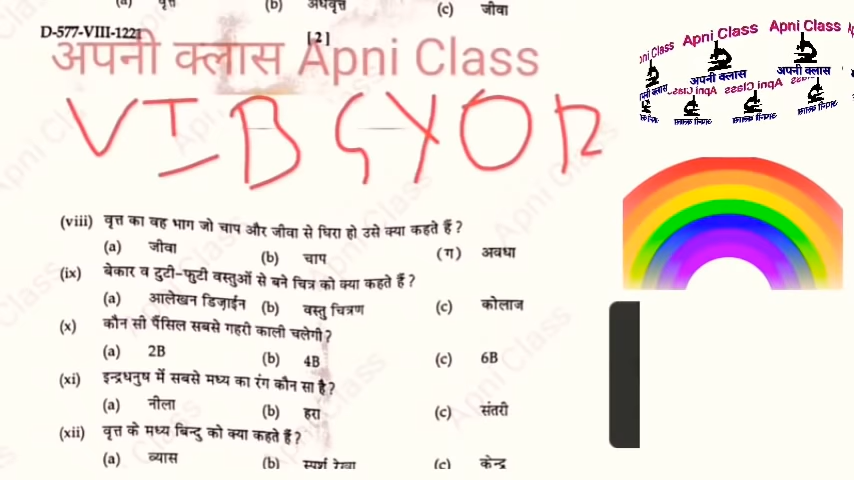 (a) वृत्त (b) अर्धवृत्त (c) जीवा
D-577-VIII-1221 [2]
अपनी क्लास Apni Class
VIBGYOR
(viii) वृत्त का वह भाग जो चाप और जीवा से घिरा हो उसे क्या कहते हैं ?
(a) जीवा (b) चाप (ग) अवधा
(ix) बेकार व टुटी-फुटी वस्तुओं से बने चित्र को क्या कहते हैं ?
(a) आलेखन डिज़ाईन (b) वस्तु चित्रण (c) कोलाज
(x) कौन सी पैंसिल सबसे गहरी काली चलेगी ?
(a) 2B (b) 4B (c) 6B
(xi) इन्द्रधनुष में सबसे मध्य का रंग कौन सा है ?
(a) नीला (b) हरा (c) संतरी
(xii) वृत्त के मध्य बिन्दु को क्या कहते हैं ?
(a) व्यास (b) स्पर्श रेखा (c) केन्द्र
Apni Class Apni Class
अपनी क्लास अपनी क्लास